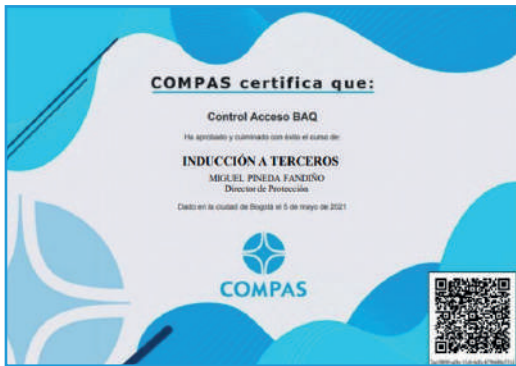 COMPAS certifica que:
Control Acceso BAQ
Ha aprobado y culminado con éxito el curso de:
INDUCCIÓN A TERCEROS
MIGUEL PINEDA FANDIÑO
Director de Protección
Dado en la ciudad de Bogotá el 5 de mayo de 2021
COMPAS